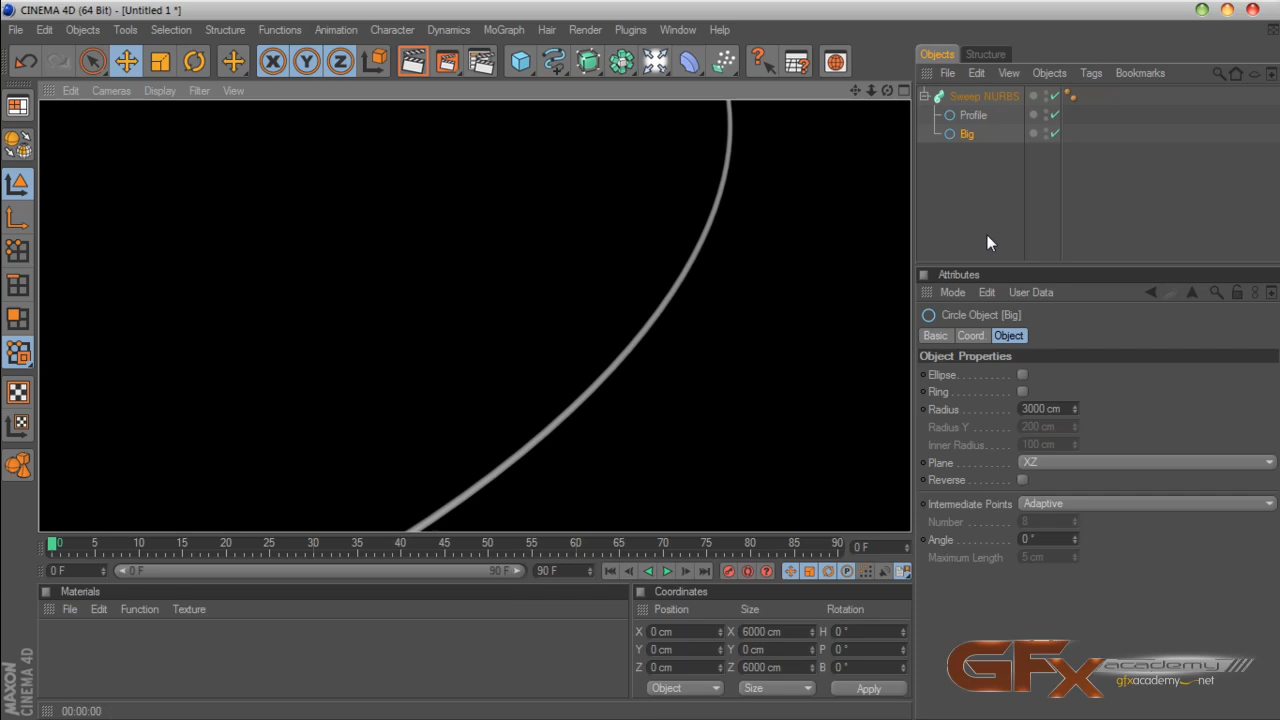 CINEMA 4D (64 Bit) - [Untitled 1 *]
File Edit Objects Tools Selection Structure Functions Animation Character Dynamics MoGraph Hair Render Plugins Window Help
X Y Z
Edit Cameras Display Filter View
Objects Structure
File Edit View Objects Tags Bookmarks
Sweep NURBS
Profile
Big
Attributes
Mode Edit User Data
Circle Object [Big]
Basic Coord. Object
Object Properties
Ellipse
Ring
Radius 3000 cm
Radius Y 200 cm
Inner Radius 100 cm
Plane XZ
Reverse
Intermediate Points Adaptive
Number 8
Angle 0 °
Maximum Length 5 cm
0 5 10 15 20 25 30 35 40 45 50 55 60 65 70 75 80 85 90 0 F
0 F 0 F 90 F 90 F
P
Materials
File Edit Function Texture
Coordinates
Position Size Rotation
X 0 cm X 6000 cm H 0 °
Y 0 cm Y 0 cm P 0 °
Z 0 cm Z 6000 cm B 0 °
Object Size Apply
MAXON
CINEMA 4D
00:00:00
GFx academy
gfxacademy.net